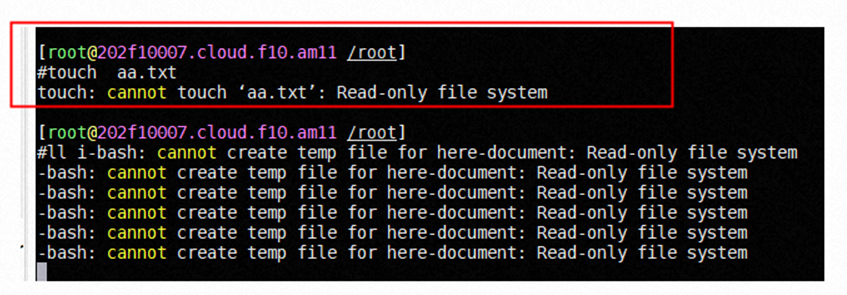 [root@202f10007.cloud.f10.am11 /root]
#touch  aa.txt
touch: cannot touch ‘aa.txt’: Read-only file system
[root@202f10007.cloud.f10.am11 /root]
#ll i-bash: cannot create temp file for here-document: Read-only file system
-bash: cannot create temp file for here-document: Read-only file system
-bash: cannot create temp file for here-document: Read-only file system
-bash: cannot create temp file for here-document: Read-only file system
-bash: cannot create temp file for here-document: Read-only file system
-bash: cannot create temp file for here-document: Read-only file system